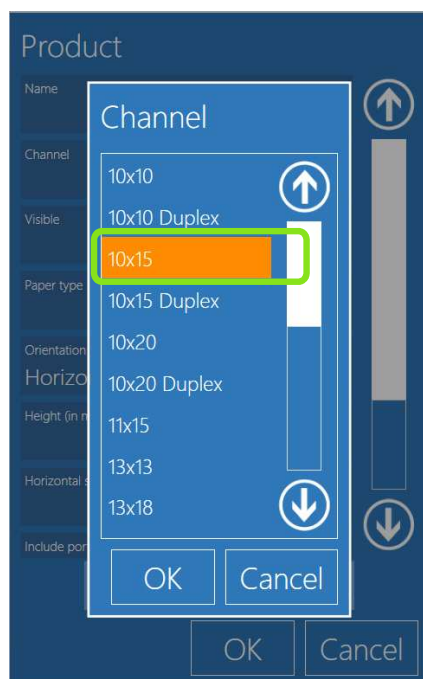 Product
Name
Channel
Channel
10x10
10x10 Duplex
Visible
10x15
Paper type
10x15 Duplex
10x20
Orientation
Horizo
10x20 Duplex
Height (in
11x15
13x13
Horizontal
13x18
Include por
OK Cancel
OK Cancel